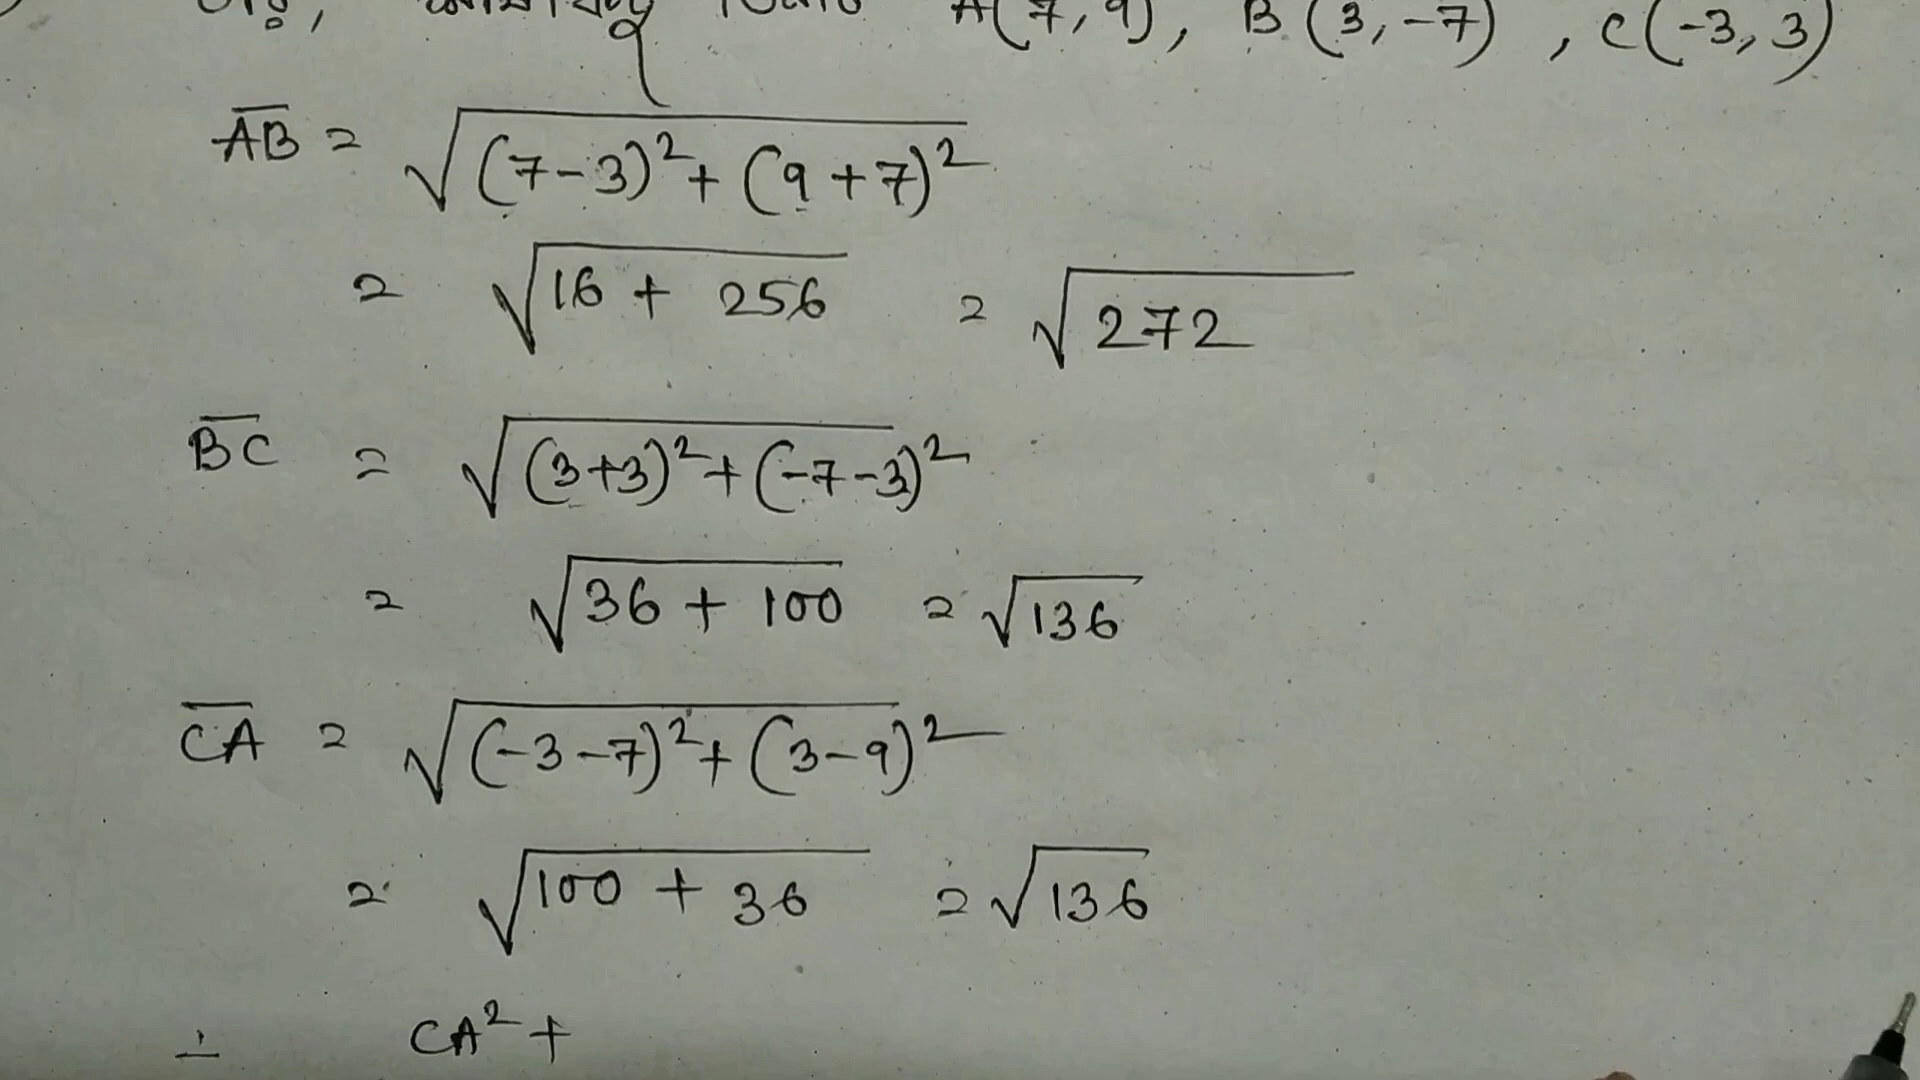 A(7,9), B(3,-7), C(-3,3)
AB = √(7-3)² + (9+7)²
= √16 + 256 = √272
BC = √(3+3)² + (-7-3)²
= √36 + 100 = √136
CA = √(-3-7)² + (3-9)²
= √100 + 36 = √136
∴ CA² +